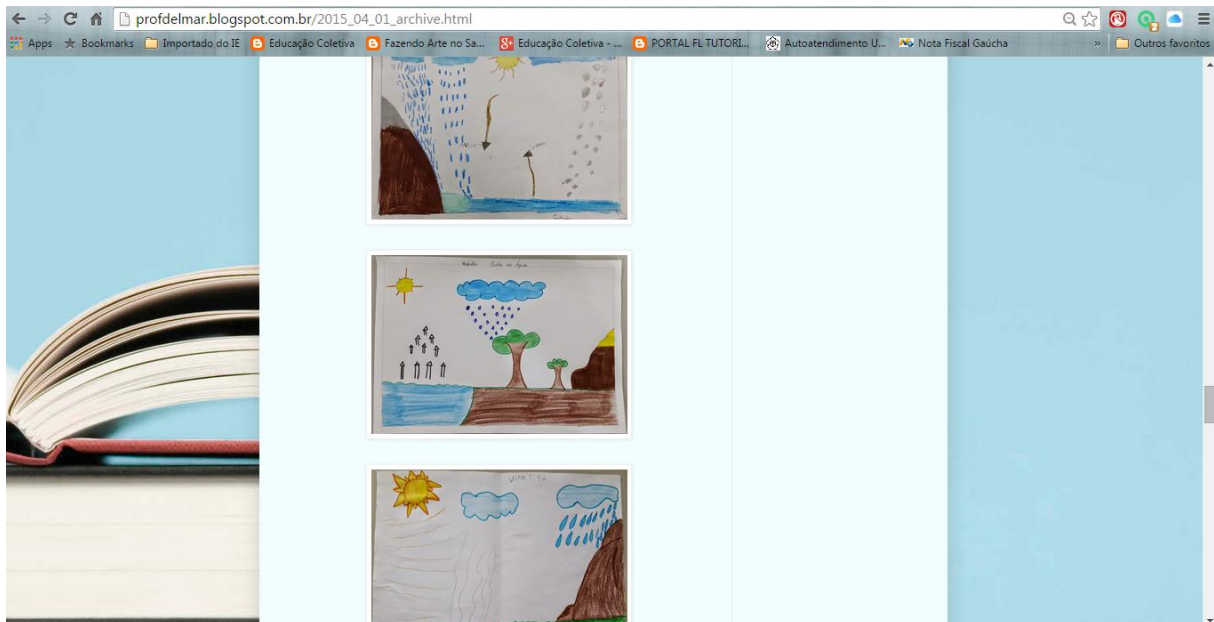 profdelmar.blogspot.com.br/2015_04_01_archive.html
Apps Bookmarks Importado do IE Educação Coletiva Fazendo Arte no Sa... Educação Coletiva - ... PORTAL FL TUTORI... Autoatendimento U... Nota Fiscal Gaúcha » Outros favoritos